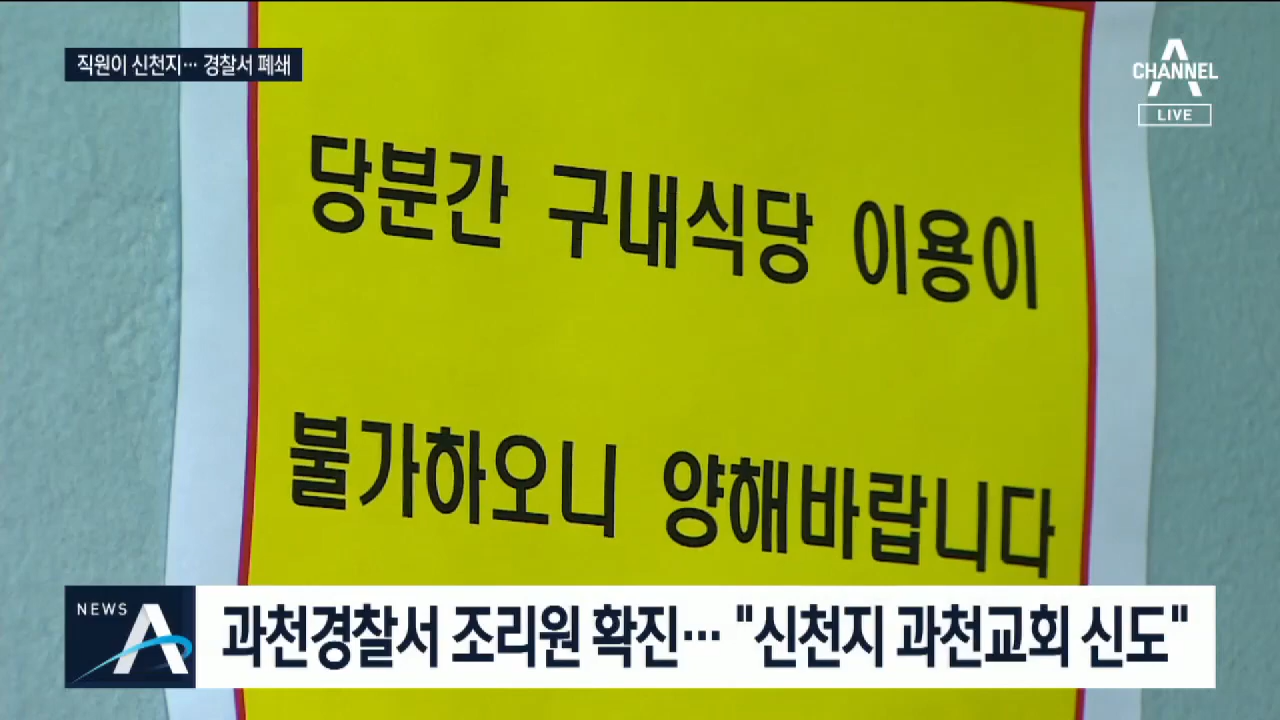 직원이 신천지… 경찰서 폐쇄
CHANNEL A
LIVE
당분간 구내식당 이용이
불가하오니 양해바랍니다
NEWS A
과천경찰서 조리원 확진… "신천지 과천교회 신도"